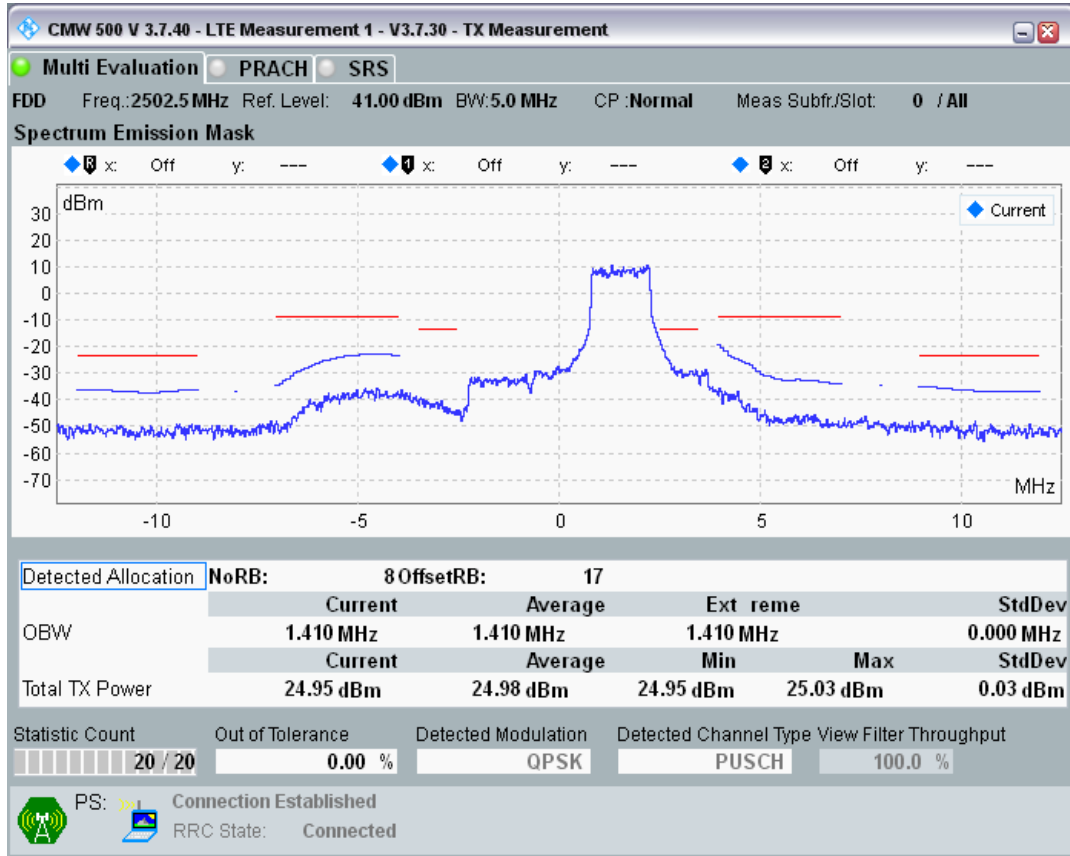 CMW 500 V 3.7.40 - LTE Measurement 1 - V3.7.30 - TX Measurement
Multi Evaluation PRACH SRS
FDD Freq.:2502.5 MHz Ref. Level: 41.00 dBm BW:5.0 MHz CP :Normal Meas Subfr./Slot: 0 / All
Spectrum Emission Mask
R x: Off y: --- 1 x: Off y: --- 2 x: Off y: ---
dBm
Current
30
20
10
0
-10
-20
-30
-40
-50
-60
-70
MHz
-10 -5 0 5 10
Detected Allocation NoRB: 8 OffsetRB: 17
Current Average Ext reme StdDev
OBW 1.410 MHz 1.410 MHz 1.410 MHz 0.000 MHz
Current Average Min Max StdDev
Total TX Power 24.95 dBm 24.98 dBm 24.95 dBm 25.03 dBm 0.03 dBm
Statistic Count Out of Tolerance Detected Modulation Detected Channel Type View Filter Throughput
20 / 20 0.00 % QPSK PUSCH 100.0 %
PS: Connection Established
RRC State: Connected